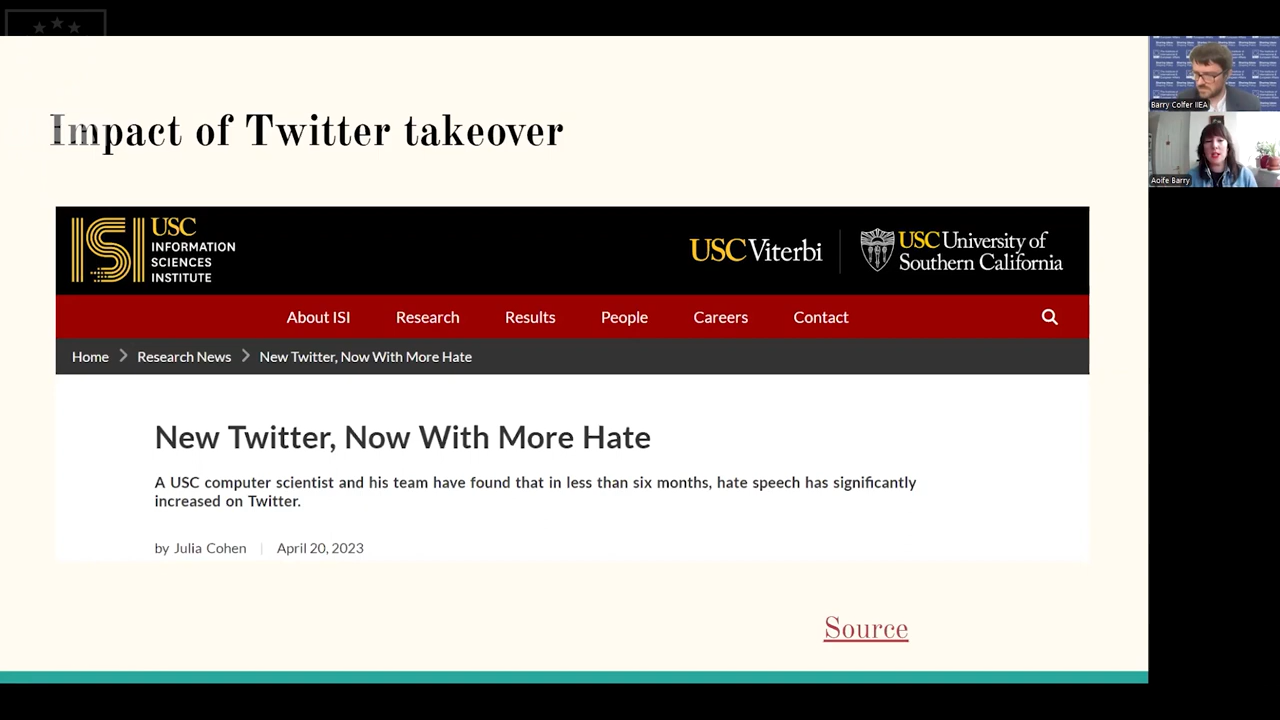 Impact of Twitter takeover
Barry Colfer IIEA
Aoife Barry
ISI USC
INFORMATION
SCIENCES
INSTITUTE
USC Viterbi
USC University of
Southern California
About ISI Research Results People Careers Contact
Home > Research News > New Twitter, Now With More Hate
New Twitter, Now With More Hate
A USC computer scientist and his team have found that in less than six months, hate speech has significantly
increased on Twitter.
by Julia Cohen | April 20, 2023
Source